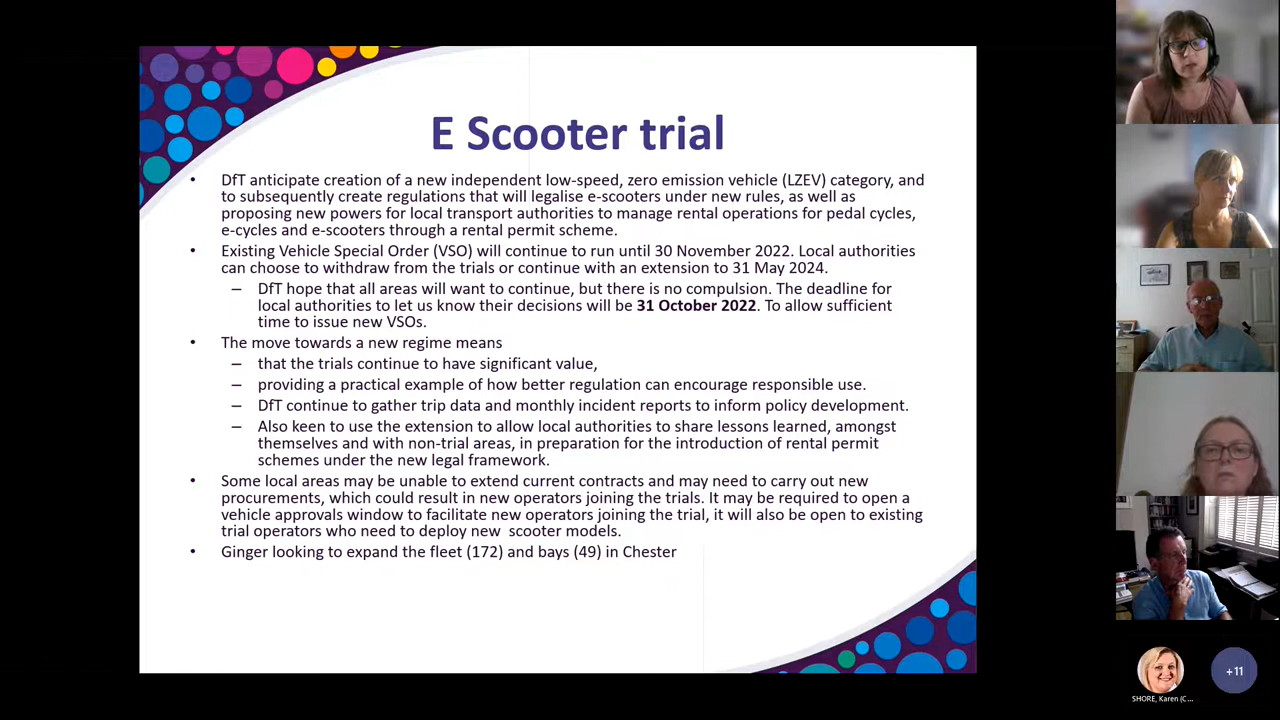 E Scooter trial
• DfT anticipate creation of a new independent low-speed, zero emission vehicle (LZEV) category, and
to subsequently create regulations that will legalise e-scooters under new rules, as well as
proposing new powers for local transport authorities to manage rental operations for pedal cycles,
e-cycles and e-scooters through a rental permit scheme.
• Existing Vehicle Special Order (VSO) will continue to run until 30 November 2022. Local authorities
can choose to withdraw from the trials or continue with an extension to 31 May 2024.
– DfT hope that all areas will want to continue, but there is no compulsion. The deadline for
local authorities to let us know their decisions will be 31 October 2022. To allow sufficient
time to issue new VSOs.
• The move towards a new regime means
– that the trials continue to have significant value,
– providing a practical example of how better regulation can encourage responsible use.
– DfT continue to gather trip data and monthly incident reports to inform policy development.
– Also keen to use the extension to allow local authorities to share lessons learned, amongst
themselves and with non-trial areas, in preparation for the introduction of rental permit
schemes under the new legal framework.
• Some local areas may be unable to extend current contracts and may need to carry out new
procurements, which could result in new operators joining the trials. It may be required to open a
vehicle approvals window to facilitate new operators joining the trial, it will also be open to existing
trial operators who need to deploy new scooter models.
• Ginger looking to expand the fleet (172) and bays (49) in Chester
+11
SHORE, Karen (C...